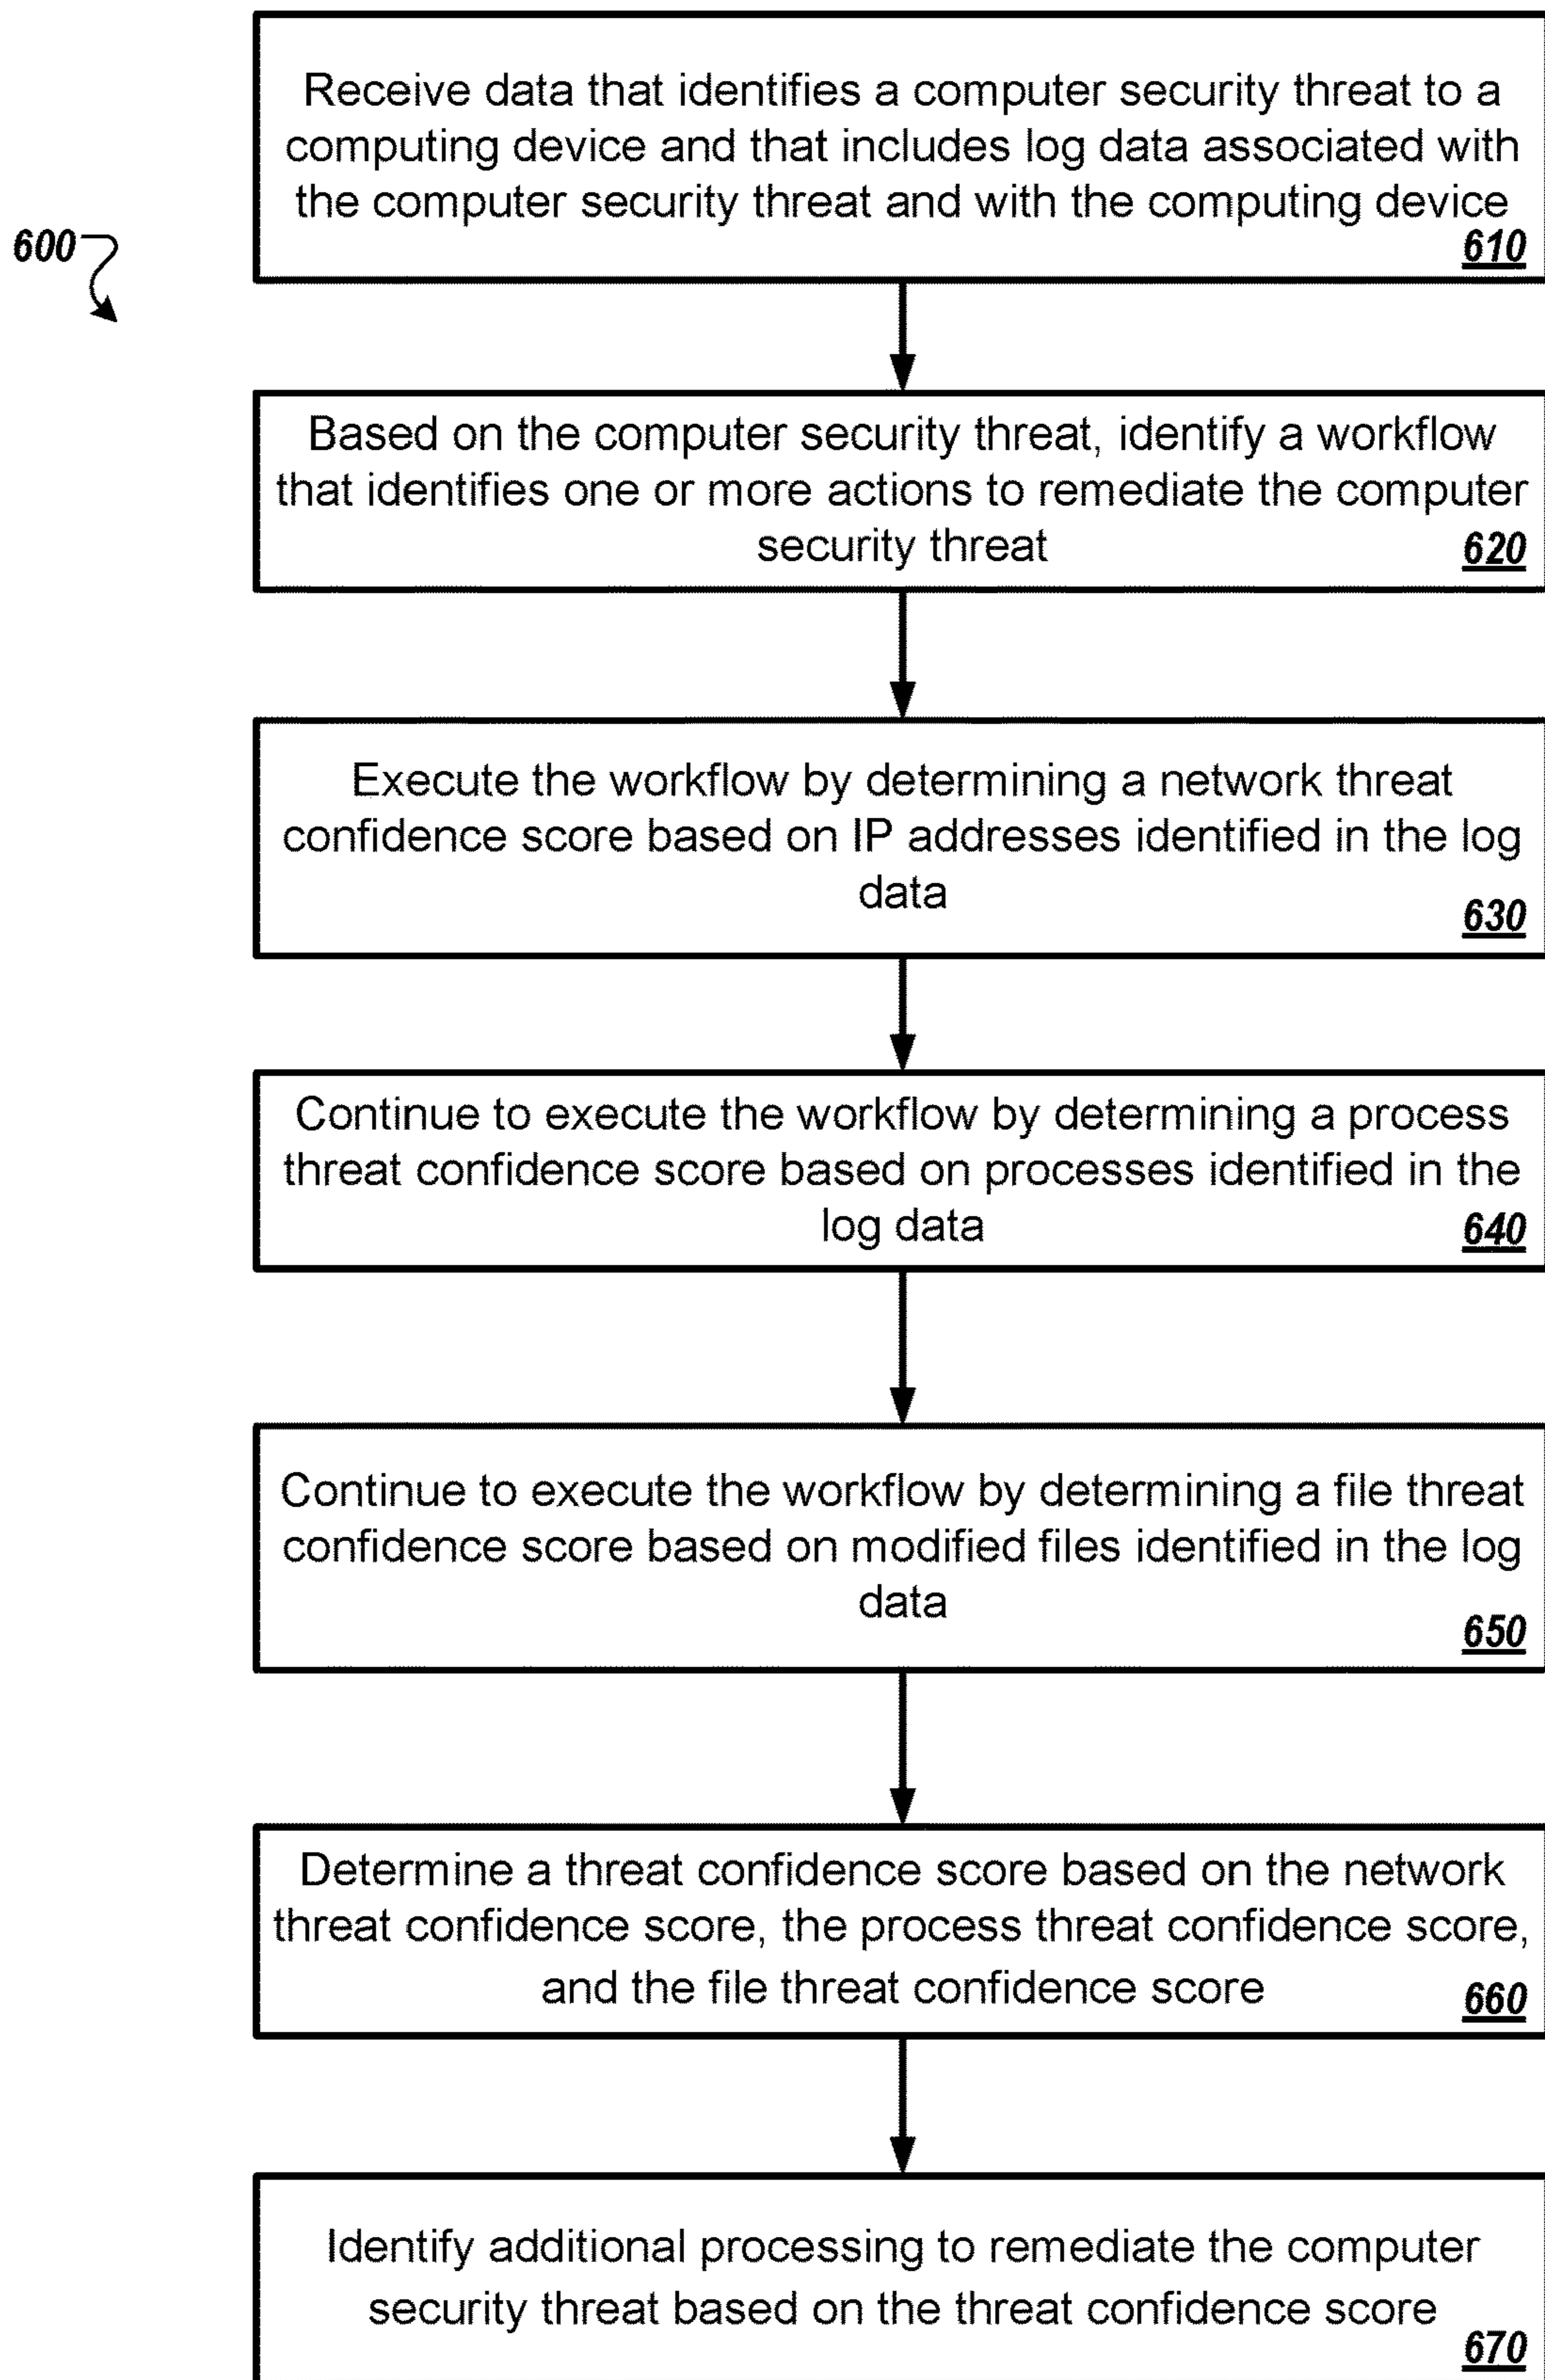 Receive data that identifies a computer security threat to a
computing device and that includes log data associated with
the computer security threat and with the computing device
610
600
Based on the computer security threat, identify a workflow
that identifies one or more actions to remediate the computer
security threat
620
Execute the workflow by determining a network threat
confidence score based on IP addresses identified in the log
data
630
Continue to execute the workflow by determining a process
threat confidence score based on processes identified in the
log data
640
Continue to execute the workflow by determining a file threat
confidence score based on modified files identified in the log
data
650
Determine a threat confidence score based on the network
threat confidence score, the process threat confidence score,
and the file threat confidence score
660
Identify additional processing to remediate the computer
security threat based on the threat confidence score
670